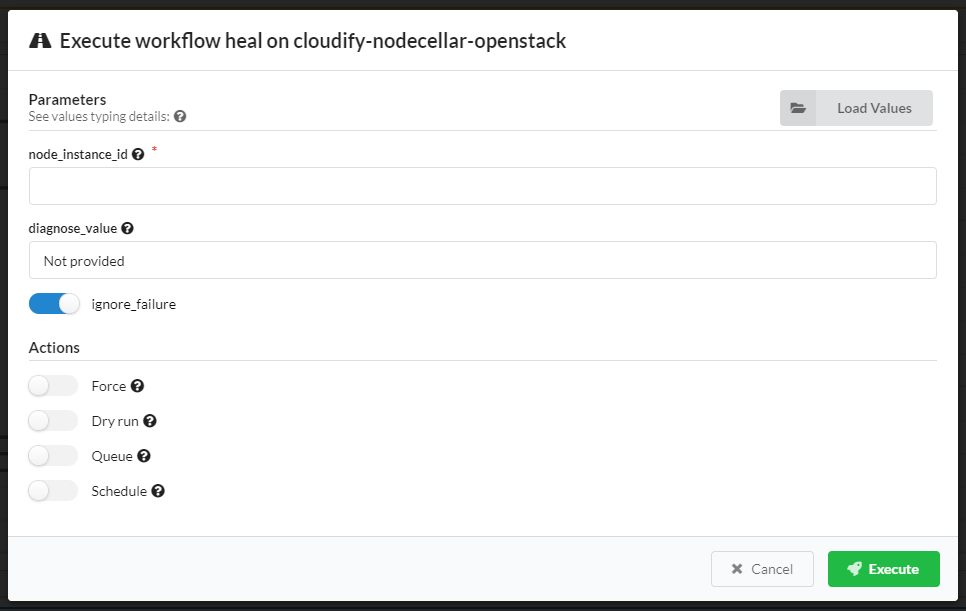 Execute workflow heal on cloudify-nodecellar-openstack
Parameters
See values typing details:
Load Values
node_instance_id *
diagnose_value
Not provided
ignore_failure
Actions
Force
Dry run
Queue
Schedule
Cancel
Execute